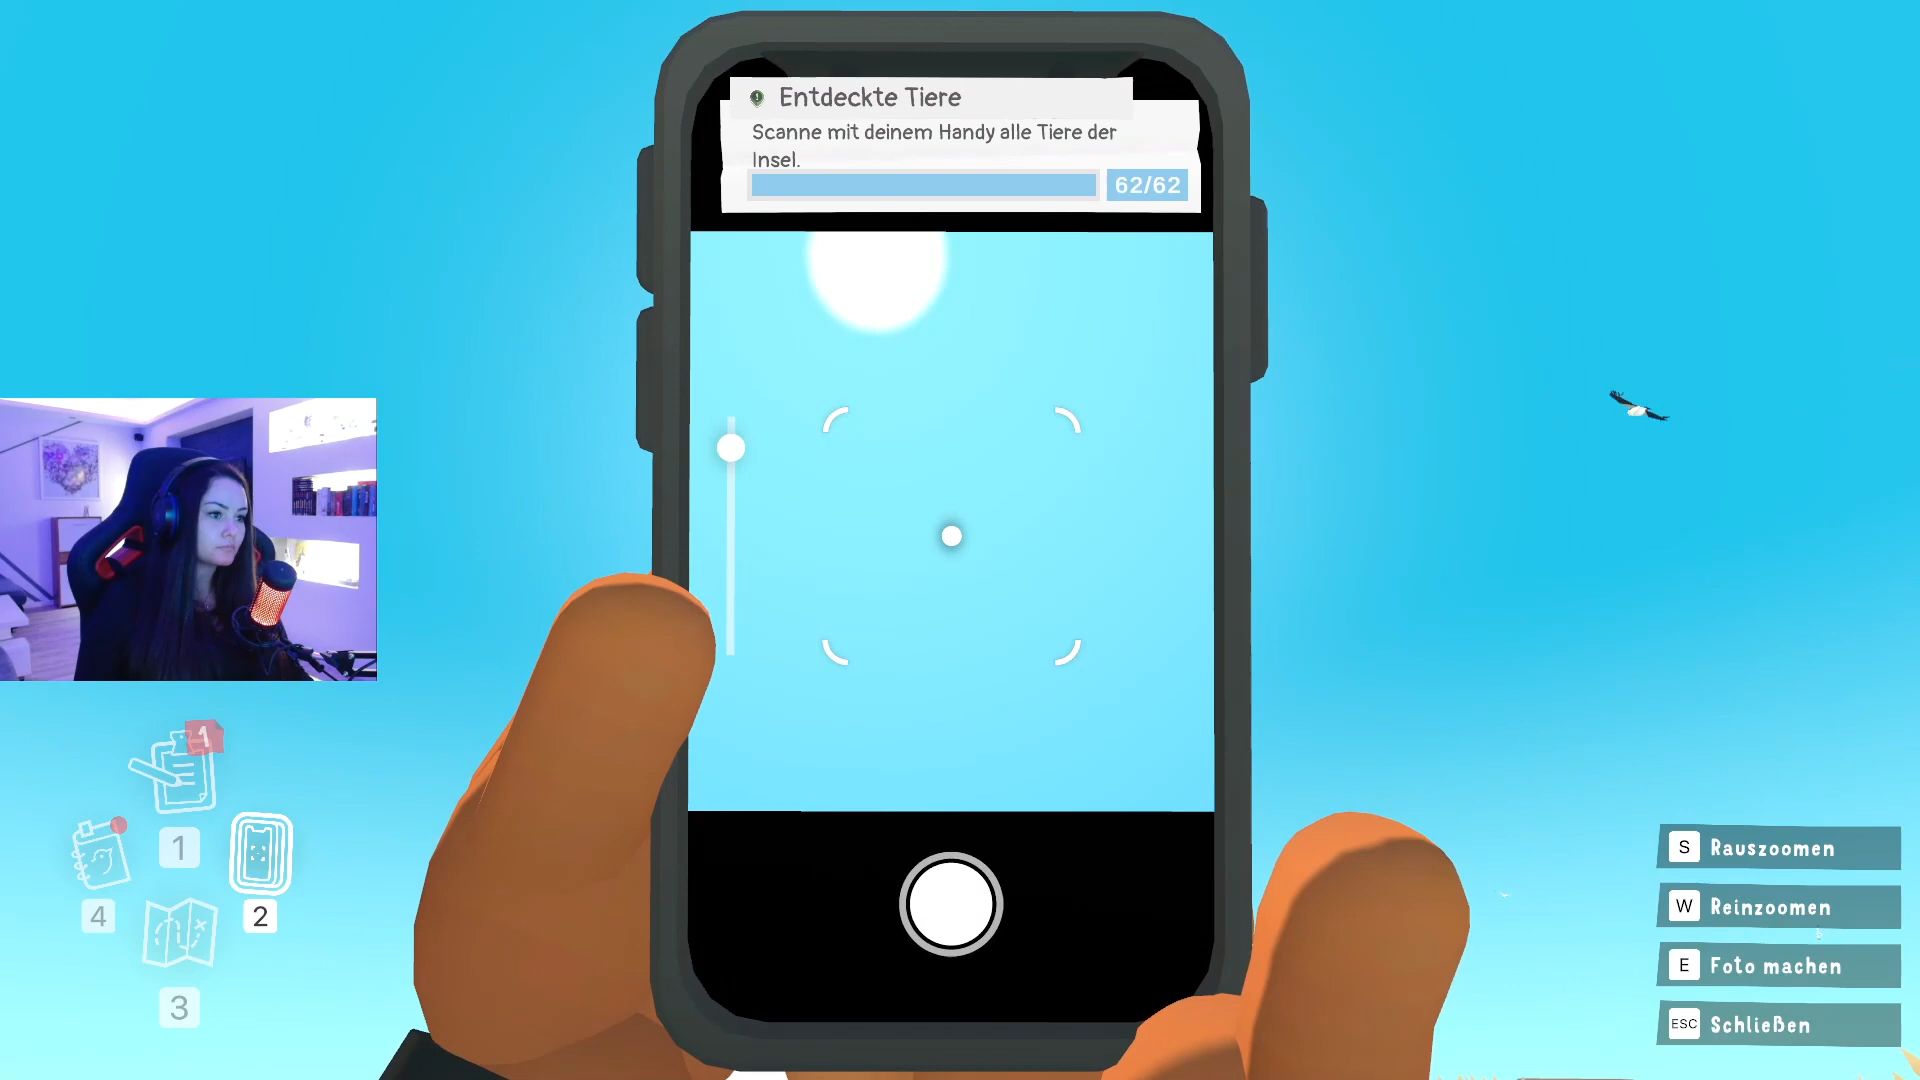 Entdeckte Tiere
Scanne mit deinem Handy alle Tiere der
Insel.
62/62
1
1
4
2
3
S Rauszoomen
W Reinzoomen
E Foto machen
ESC Schließen